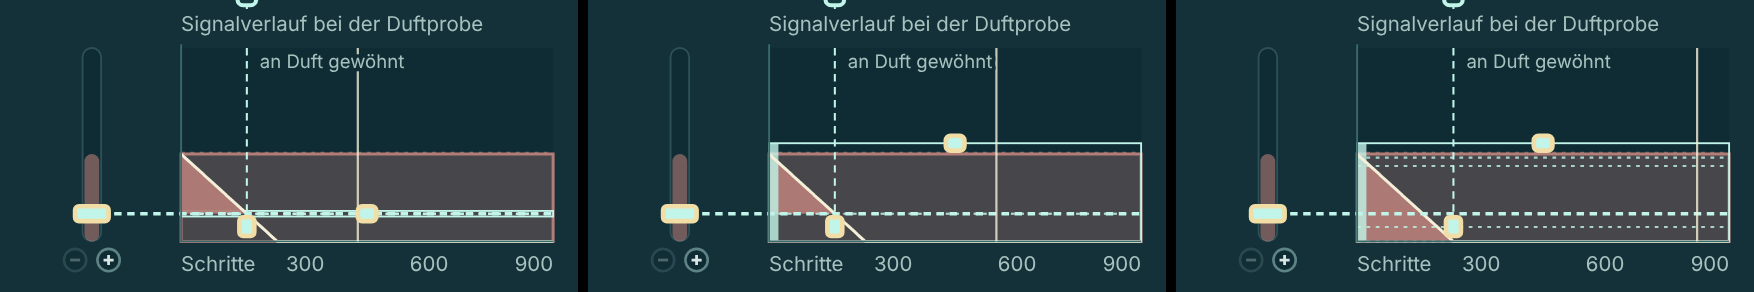 Signalverlauf bei der Duftprobe
an Duft gewöhnt
Schritte 300 600 900
Signalverlauf bei der Duftprobe
an Duft gewöhnt
Schritte 300 600 900
Signalverlauf bei der Duftprobe
an Duft gewöhnt
Schritte 300 600 900